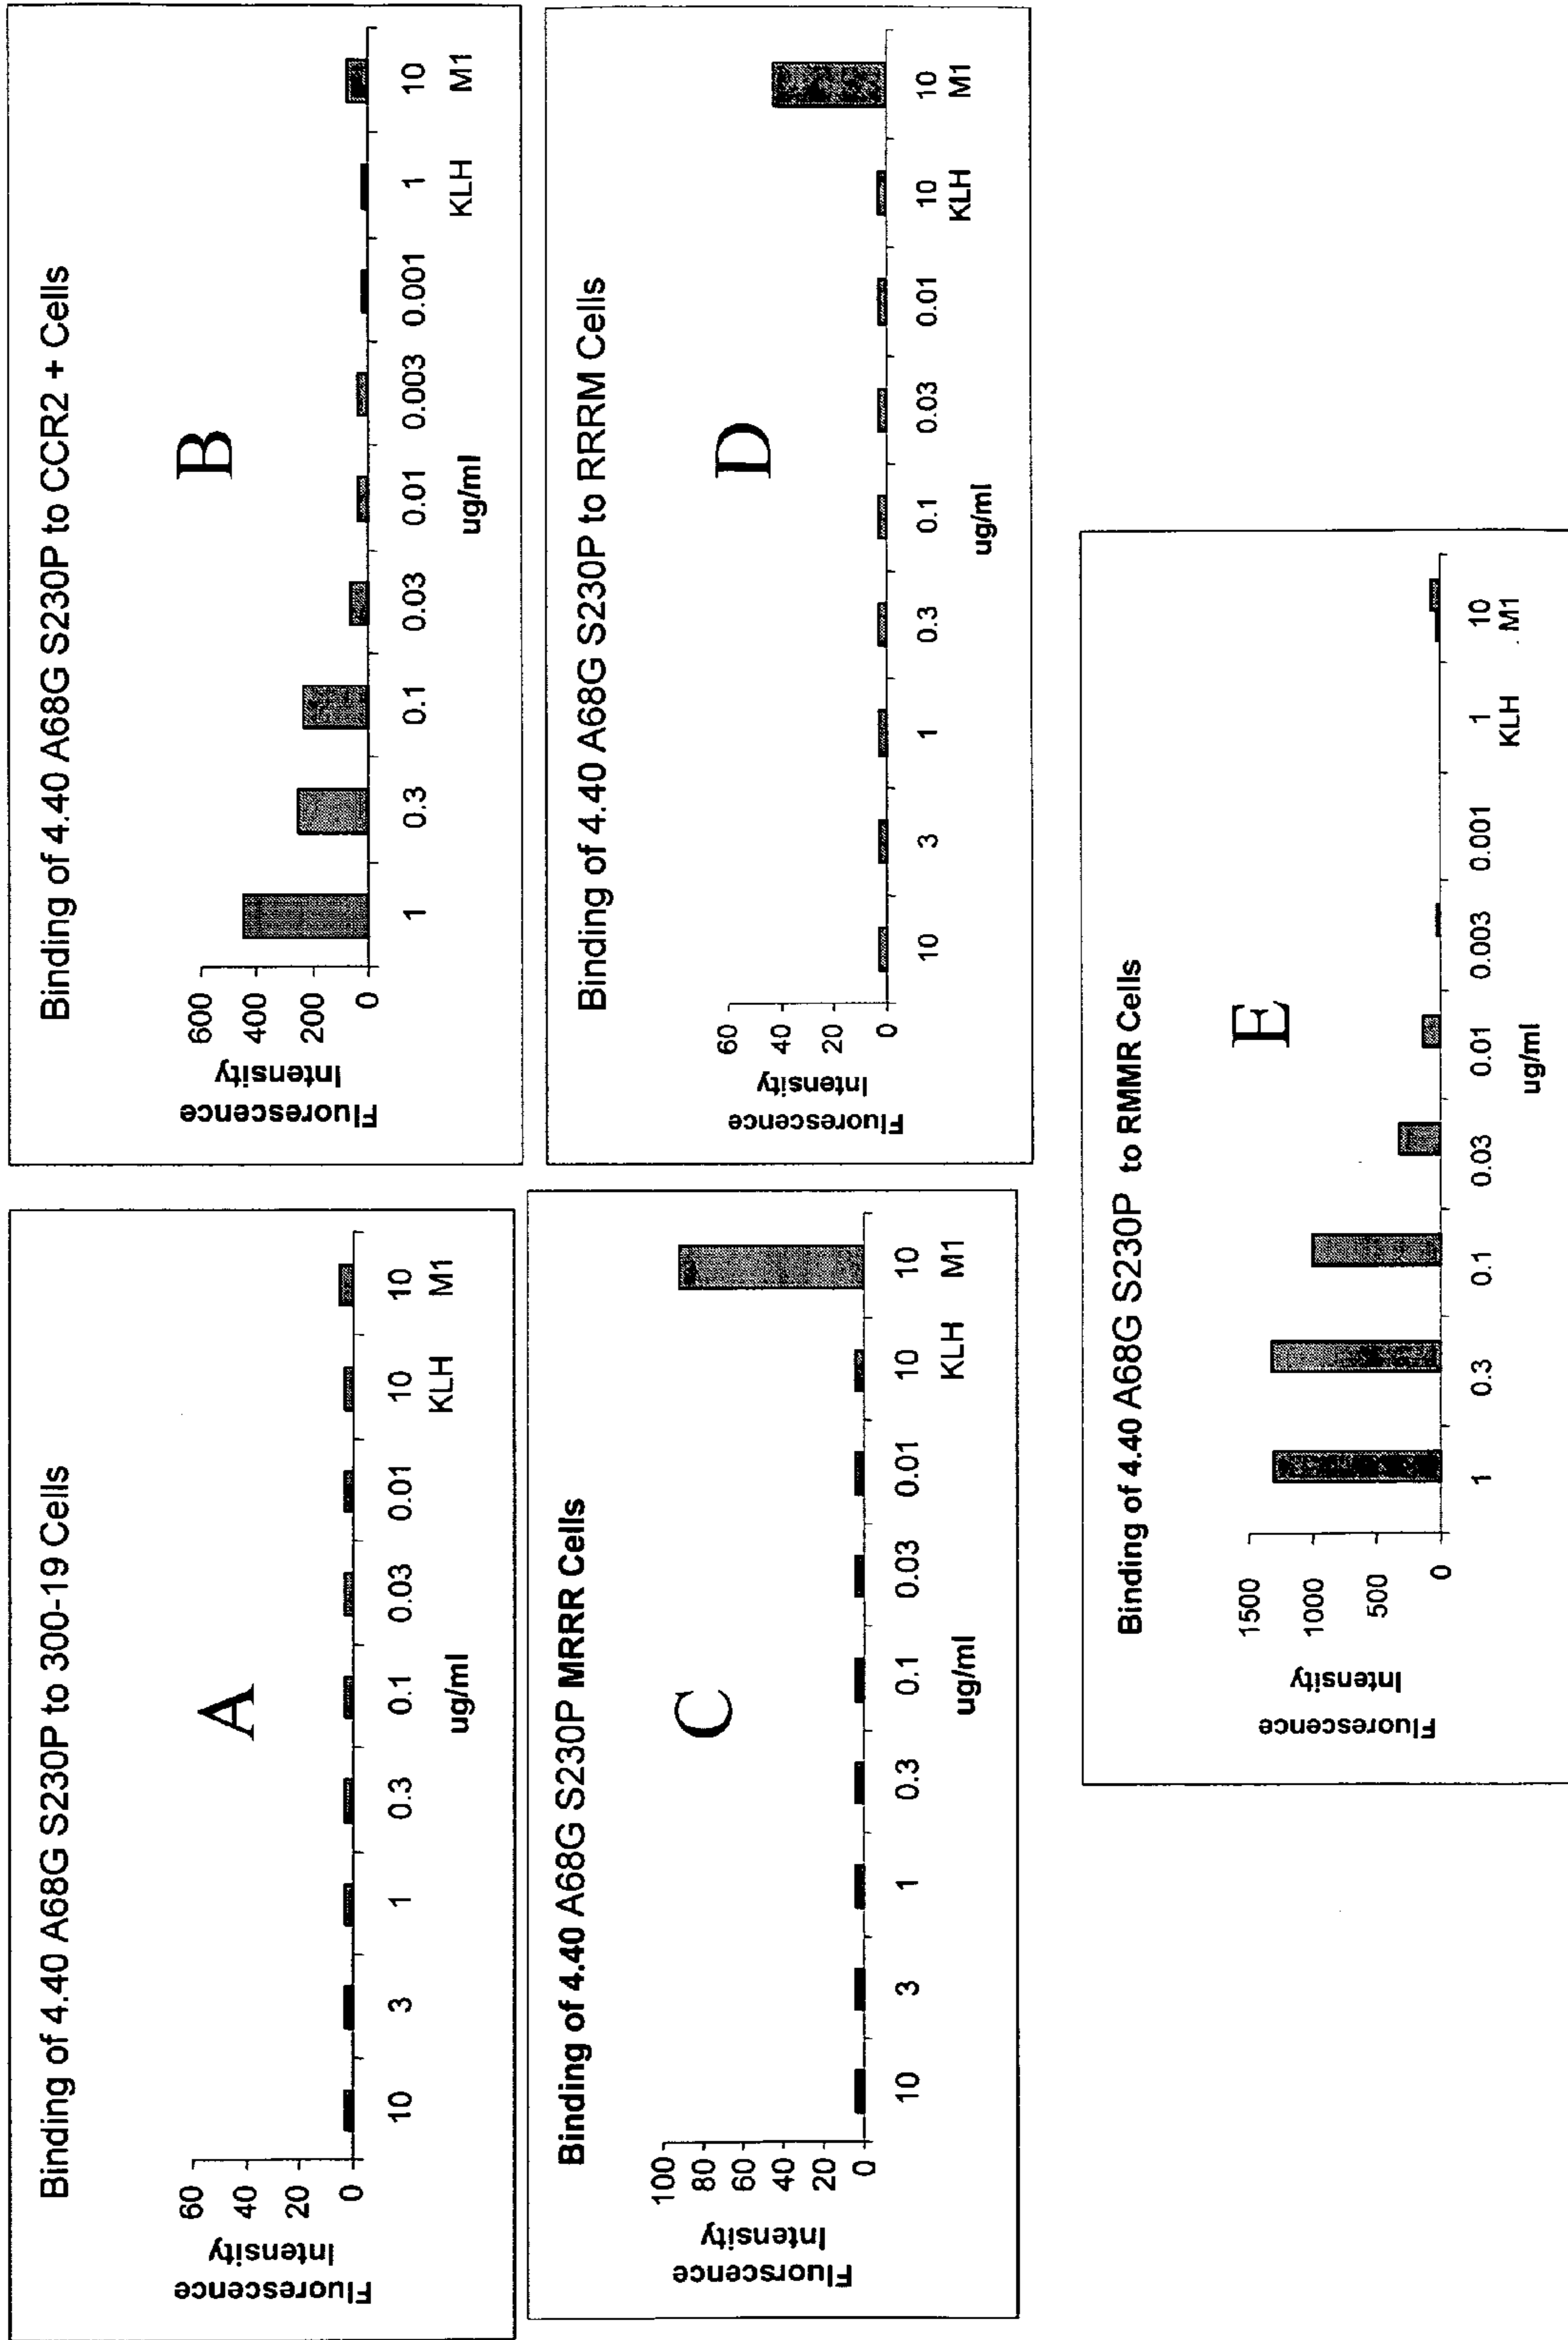 Binding of 4.40 A68G S230P to 300-19 Cells
A
Fluorescence
Intensity
60
40
20
0
10 3 1 0.3 0.1 0.03 0.01 10 10
KLH M1
ug/ml
Binding of 4.40 A68G S230P to CCR2 + Cells
B
Fluorescence
Intensity
600
400
200
0
1 0.3 0.1 0.03 0.01 0.003 0.001 1 10
KLH M1
ug/ml
Binding of 4.40 A68G S230P MRRR Cells
C
Fluorscence
Intensity
100
80
60
40
20
0
10 3 1 0.3 0.1 0.03 0.01 10 10
KLH M1
ug/ml
Binding of 4.40 A68G S230P to RRRM Cells
D
Fluorescence
Intensity
60
40
20
0
10 3 1 0.3 0.1 0.03 0.01 10 10
KLH M1
ug/ml
Binding of 4.40 A68G S230P to RMMR Cells
E
Fluorescence
Intensity
1500
1000
500
0
1 0.3 0.1 0.03 0.01 0.003 0.001 1 10
KLH M1
ug/ml